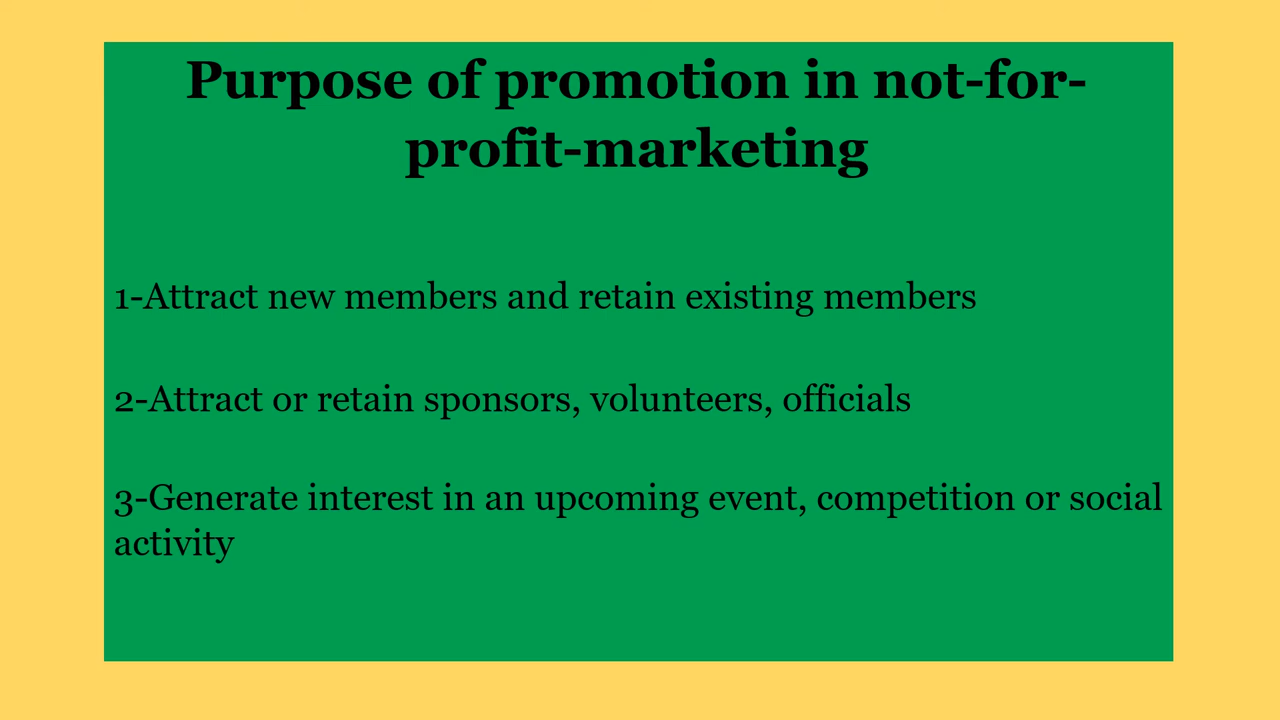 Purpose of promotion in not-for-
profit-marketing
1-Attract new members and retain existing members
2-Attract or retain sponsors, volunteers, officials
3-Generate interest in an upcoming event, competition or social
activity